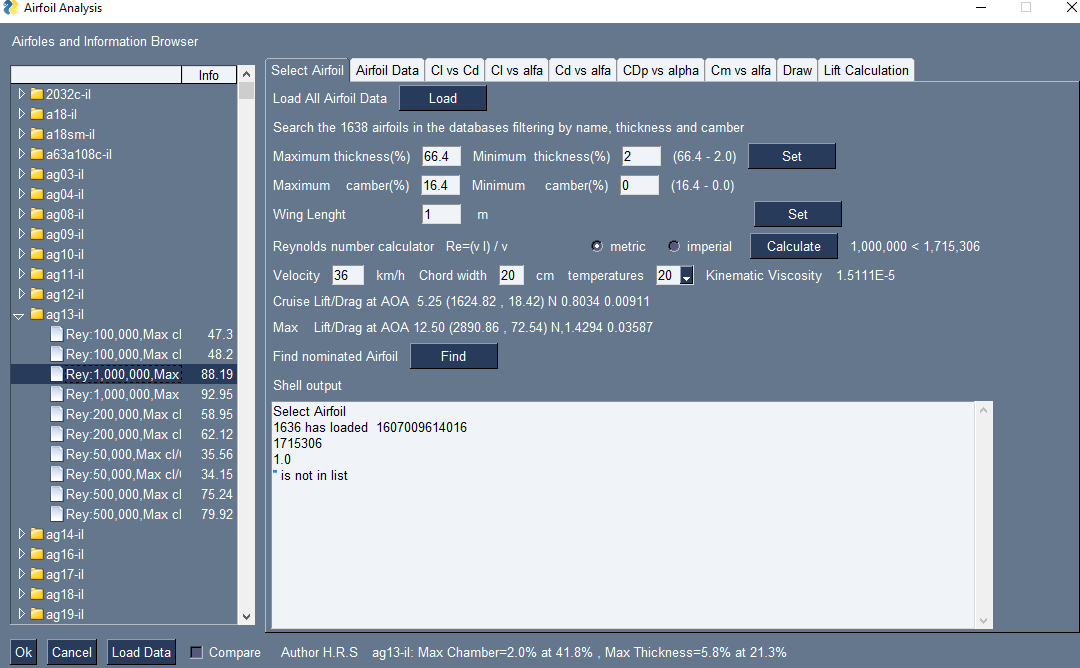 Airfoil Analysis
Airfoles and Information Browser
Info
2032c-il
a18-il
a18sm-il
a63a108c-il
ag03-il
ag04-il
ag08-il
ag09-il
ag10-il
ag11-il
ag12-il
ag13-il
Rey:100,000,Max cl 47.3
Rey:100,000,Max cl 48.2
Rey:1,000,000,Max 88.19
Rey:1,000,000,Max 92.95
Rey:200,000,Max cl 58.95
Rey:200,000,Max cl 62.12
Rey:50,000,Max cl/ 35.56
Rey:50,000,Max cl/ 34.15
Rey:500,000,Max cl 75.24
Rey:500,000,Max cl 79.92
ag14-il
ag16-il
ag17-il
ag18-il
ag19-il
Select Airfoil Airfoil Data Cl vs Cd Cl vs alfa Cd vs alfa CDp vs alpha Cm vs alfa Draw Lift Calculation
Load All Airfoil Data Load
Search the 1638 airfoils in the databases filtering by name, thickness and camber
Maximum thickness(%) 66.4 Minimum thickness(%) 2 (66.4 - 2.0) Set
Maximum camber(%) 16.4 Minimum camber(%) 0 (16.4 - 0.0)
Wing Lenght 1 m Set
Reynolds number calculator Re=(v l) / v metric imperial Calculate 1,000,000 < 1,715,306
Velocity 36 km/h Chord width 20 cm temperatures 20 Kinematic Viscosity 1.5111E-5
Cruise Lift/Drag at AOA 5.25 (1624.82 , 18.42) N 0.8034 0.00911
Max Lift/Drag at AOA 12.50 (2890.86 , 72.54) N,1.4294 0.03587
Find nominated Airfoil Find
Shell output
Select Airfoil
1636 has loaded 1607009614016
1715306
1.0
'' is not in list
Ok Cancel Load Data Compare Author H.R.S ag13-il: Max Chamber=2.0% at 41.8% , Max Thickness=5.8% at 21.3%